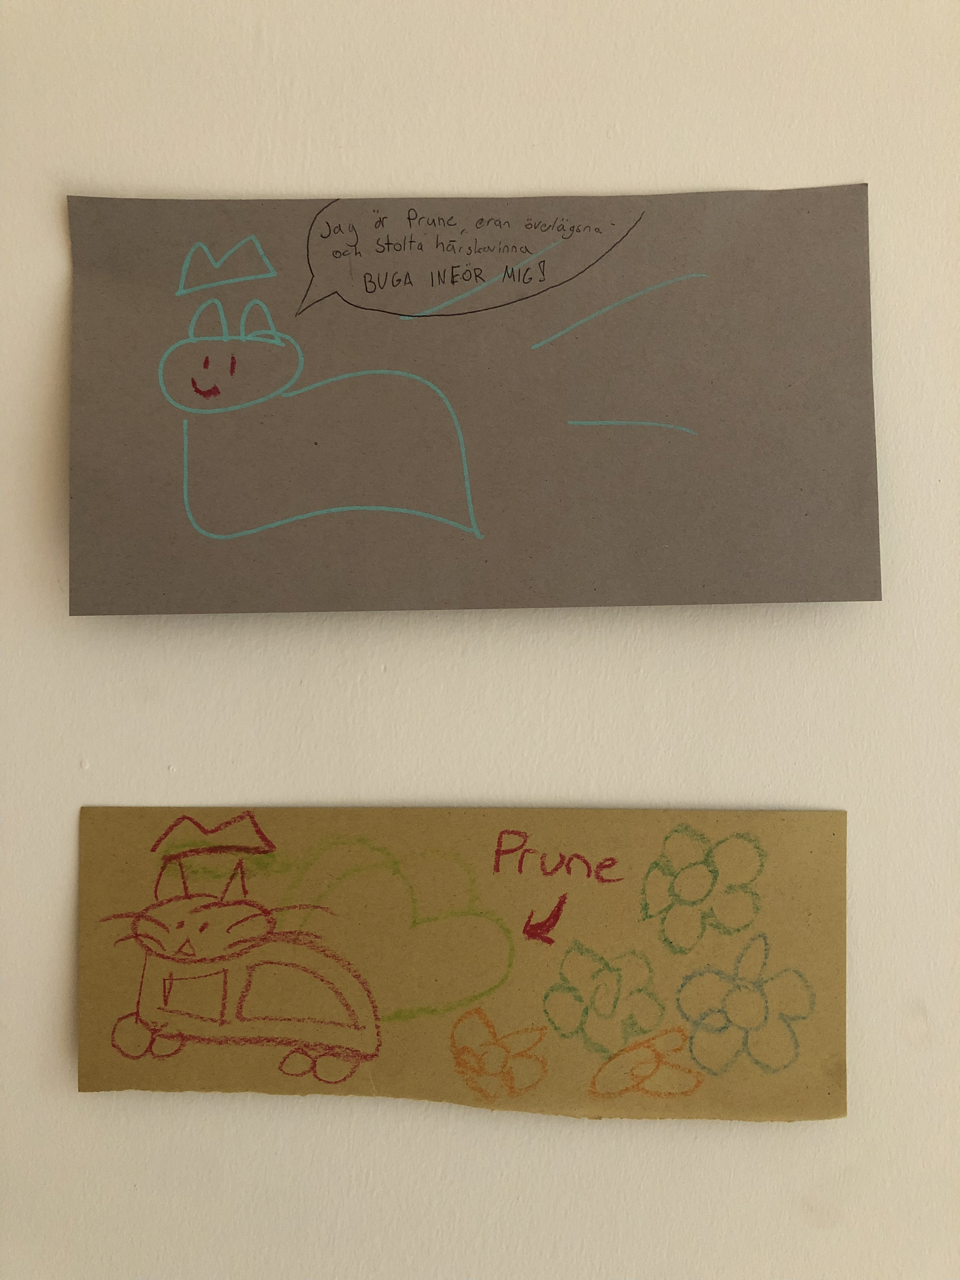 Jag är Prune, eran överlägsna
och stolta härskarinna
BUGA INFÖR MIG!
Prune